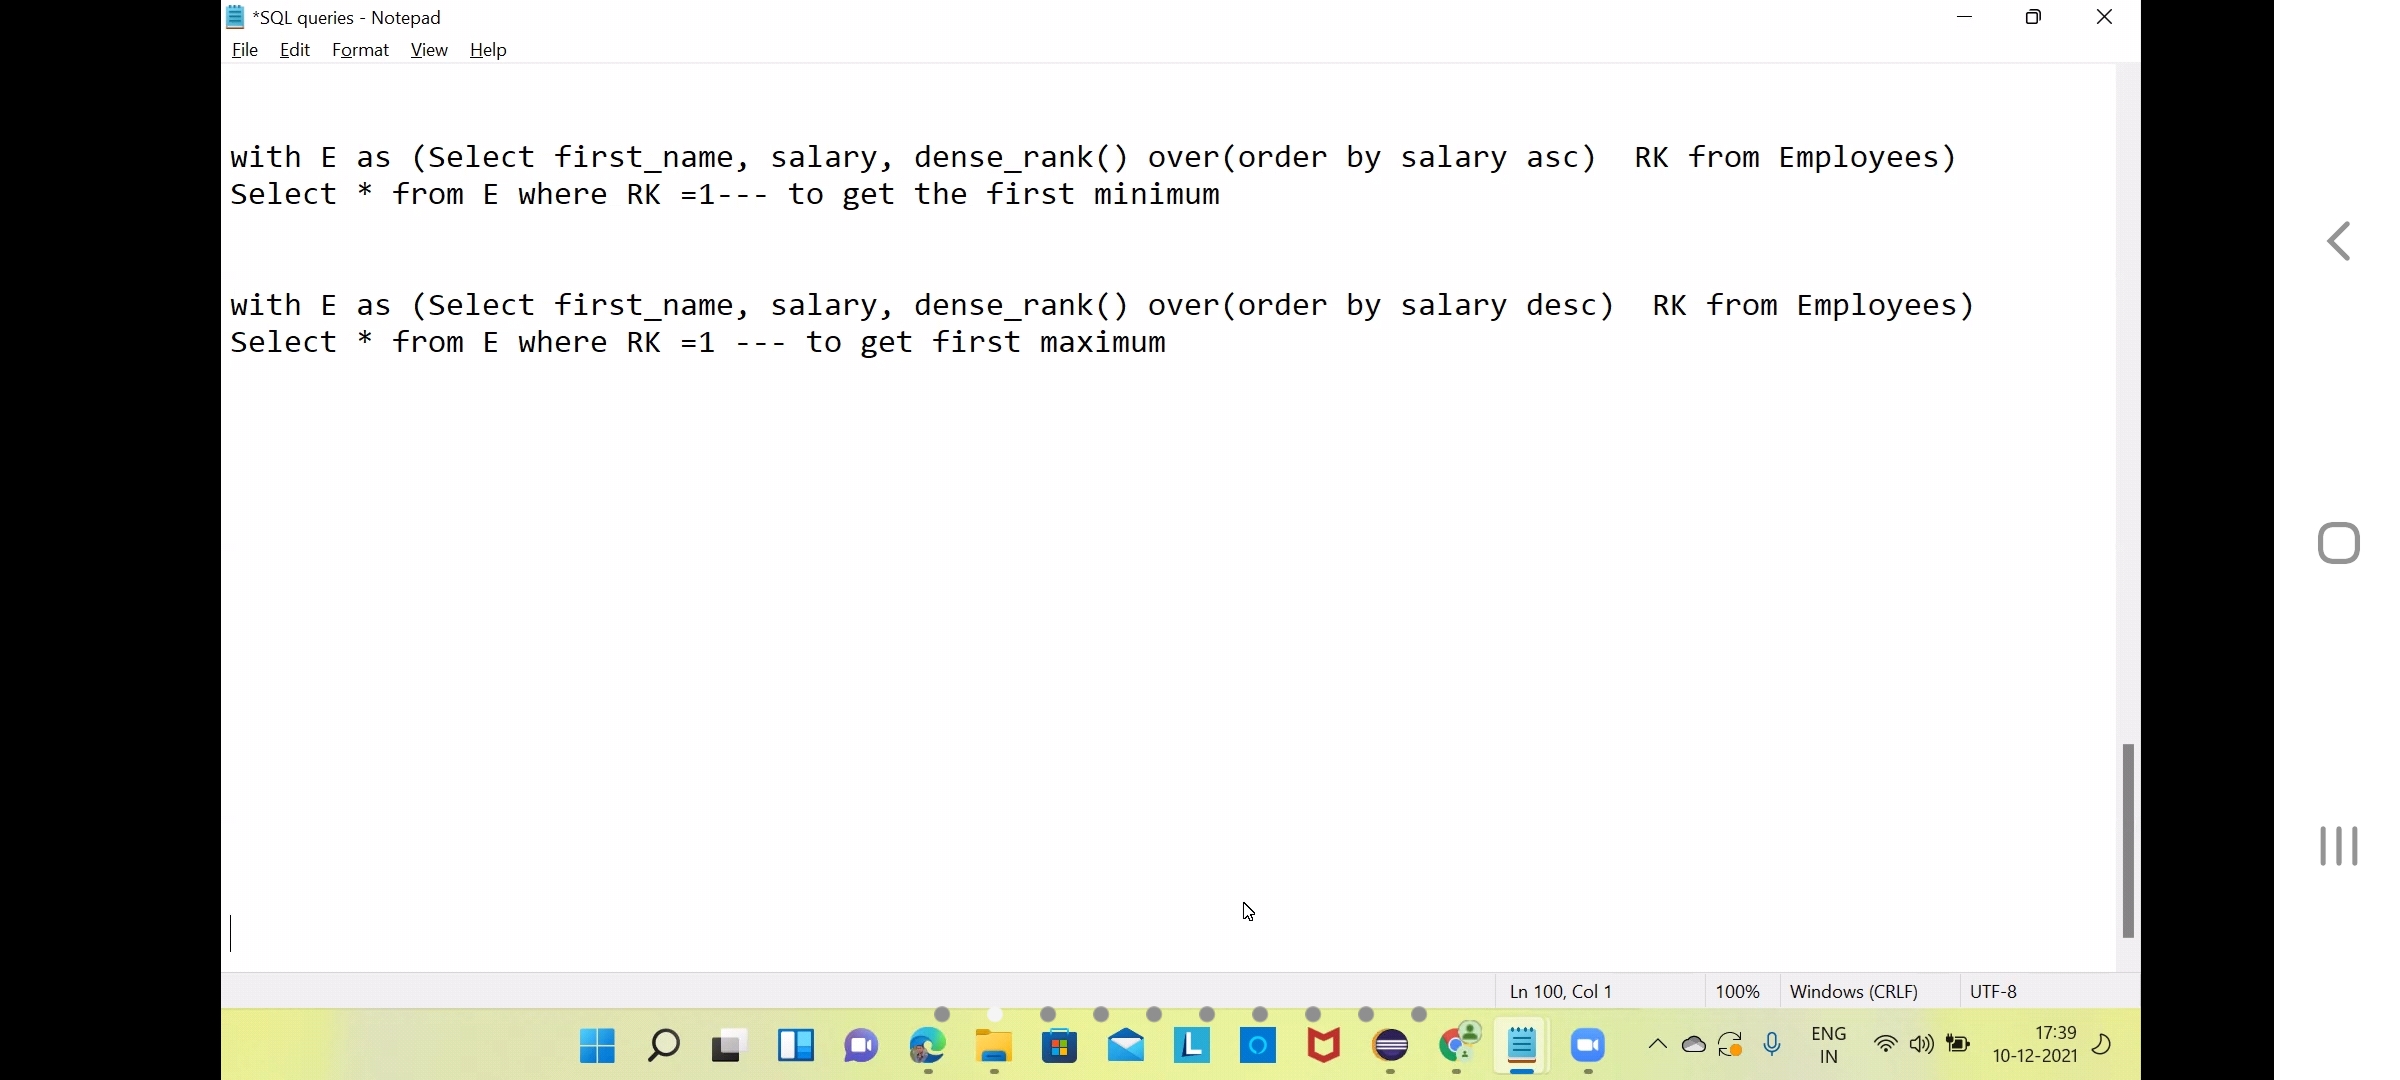 *SQL queries - Notepad
File Edit Format View Help
with E as (Select first_name, salary, dense_rank() over(order by salary asc)  RK from Employees)
Select * from E where RK =1--- to get the first minimum
with E as (Select first_name, salary, dense_rank() over(order by salary desc)  RK from Employees)
Select * from E where RK =1 --- to get first maximum
Ln 100, Col 1 100% Windows (CRLF) UTF-8
L
ENG 17:39
IN 10-12-2021